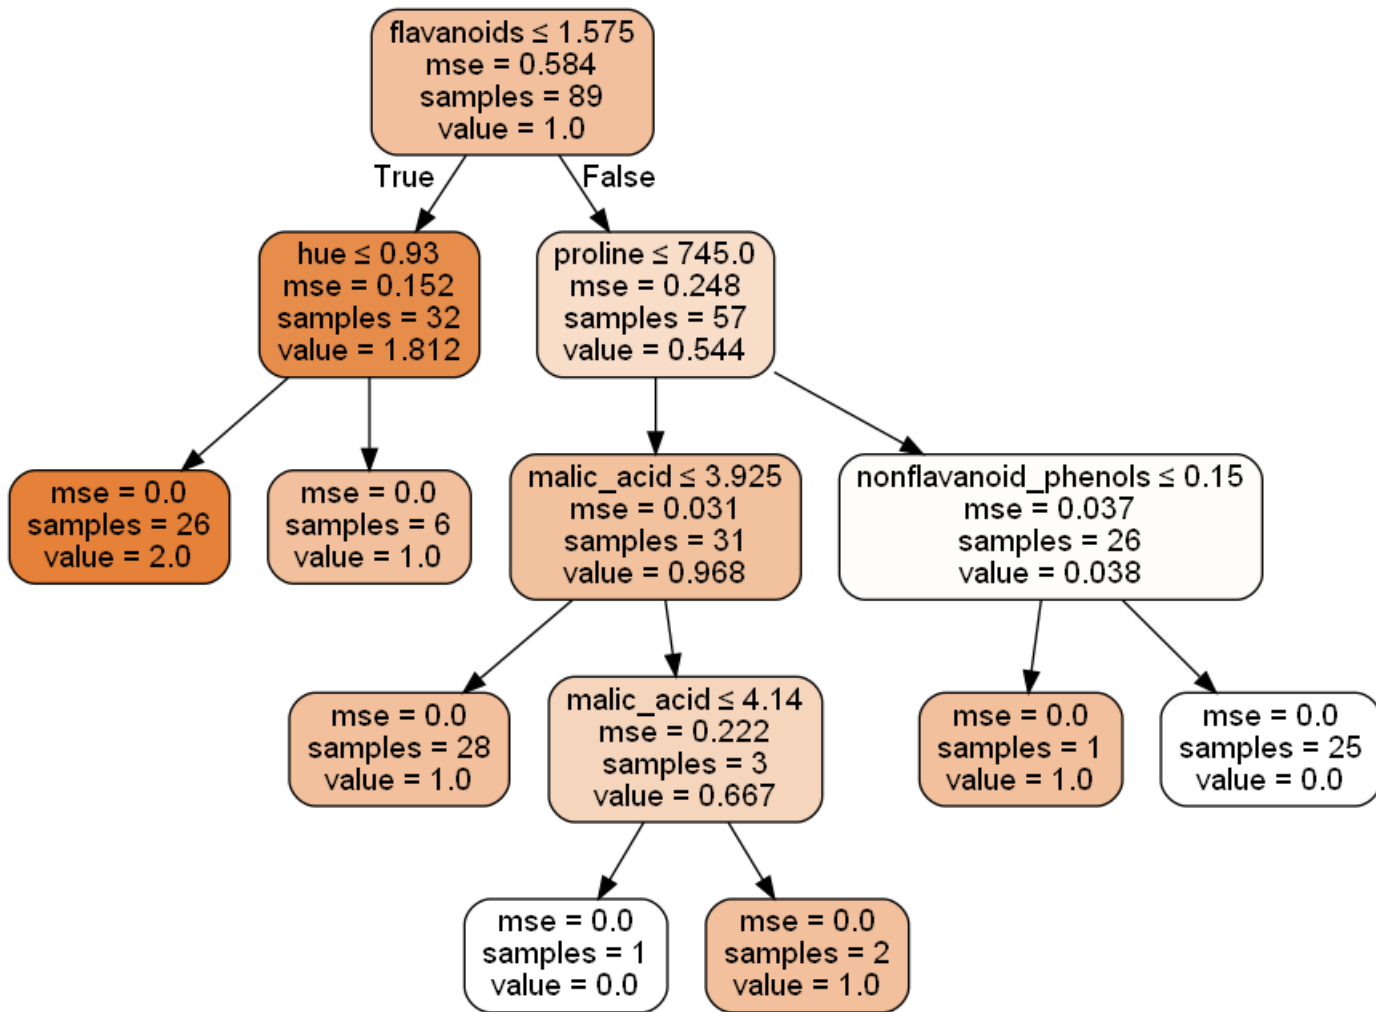 flavanoids ≤ 1.575
mse = 0.584
samples = 89
value = 1.0
True
False
hue ≤ 0.93
mse = 0.152
samples = 32
value = 1.812
proline ≤ 745.0
mse = 0.248
samples = 57
value = 0.544
mse = 0.0
samples = 26
value = 2.0
mse = 0.0
samples = 6
value = 1.0
malic_acid ≤ 3.925
mse = 0.031
samples = 31
value = 0.968
nonflavanoid_phenols ≤ 0.15
mse = 0.037
samples = 26
value = 0.038
mse = 0.0
samples = 28
value = 1.0
malic_acid ≤ 4.14
mse = 0.222
samples = 3
value = 0.667
mse = 0.0
samples = 1
value = 1.0
mse = 0.0
samples = 25
value = 0.0
mse = 0.0
samples = 1
value = 0.0
mse = 0.0
samples = 2
value = 1.0